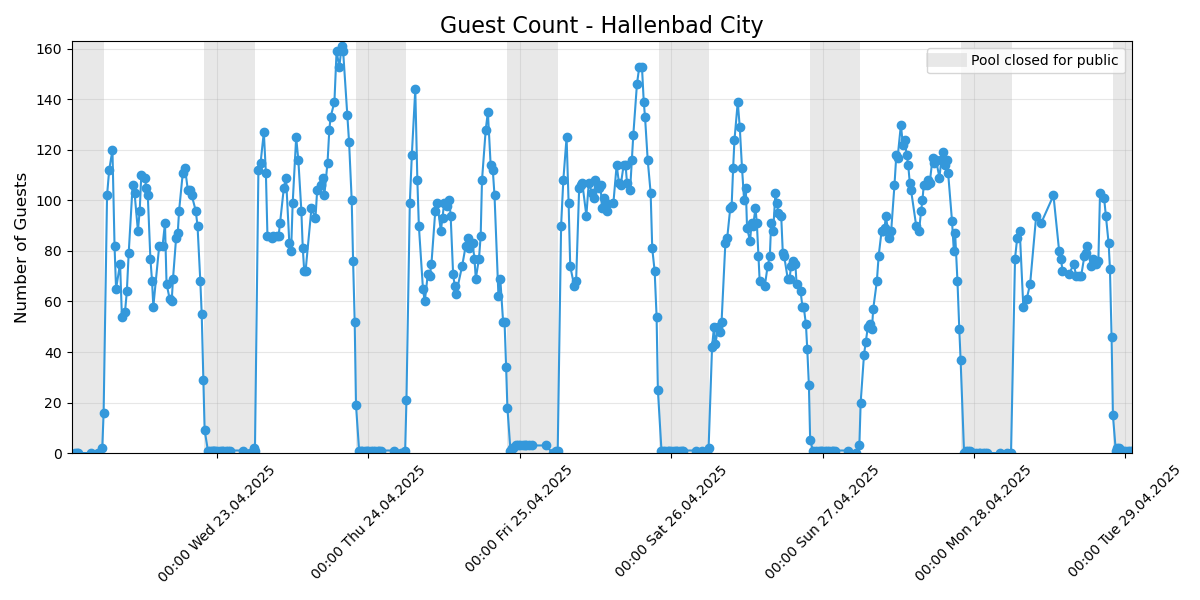 Guest Count - Hallenbad City
Pool closed for public
Number of Guests
160
140
120
100
80
60
40
20
0
00:00 Wed 23.04.2025
00:00 Thu 24.04.2025
00:00 Fri 25.04.2025
00:00 Sat 26.04.2025
00:00 Sun 27.04.2025
00:00 Mon 28.04.2025
00:00 Tue 29.04.2025